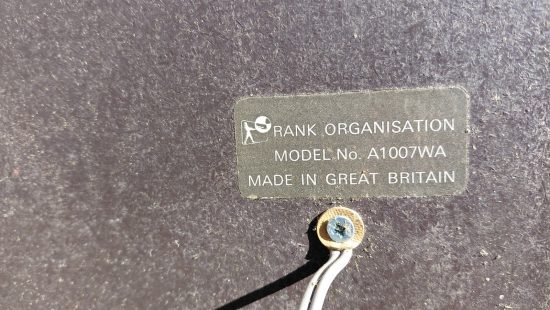 RANK ORGANISATION
MODEL No. A1007WA
MADE IN GREAT BRITAIN